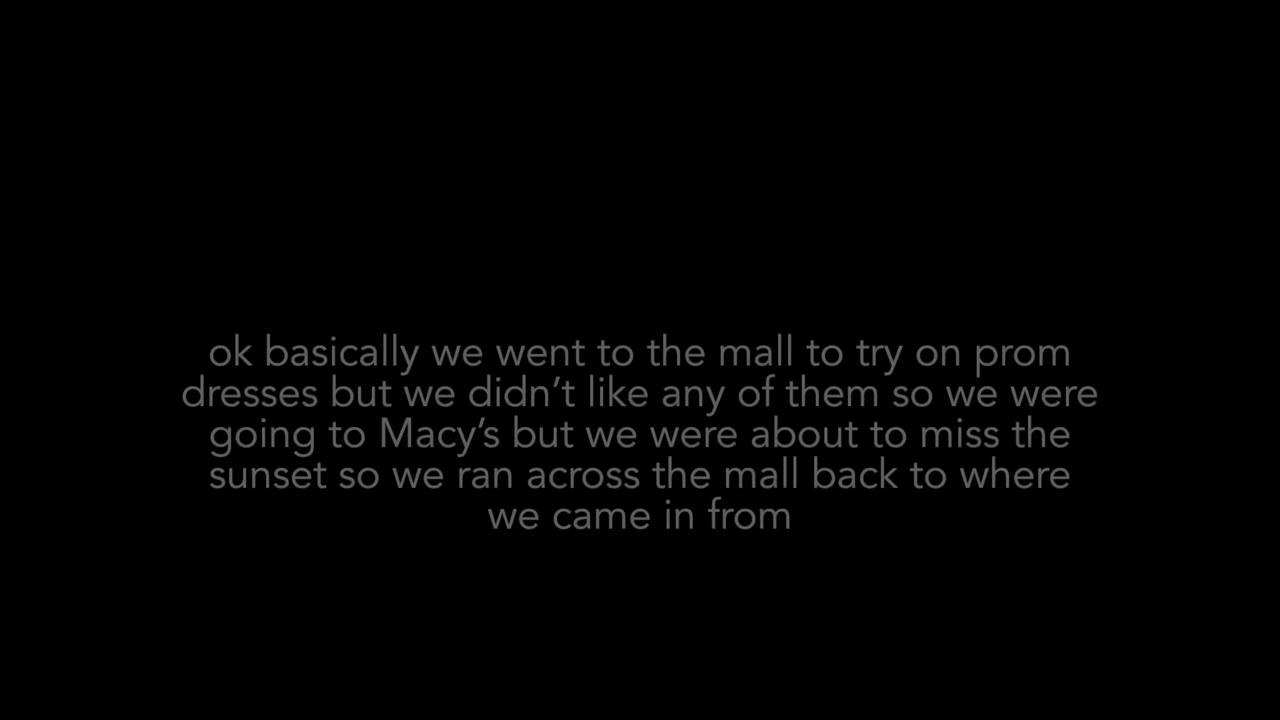 ok basically we went to the mall to try on prom
dresses but we didn’t like any of them so we were
going to Macy’s but we were about to miss the
sunset so we ran across the mall back to where
we came in from